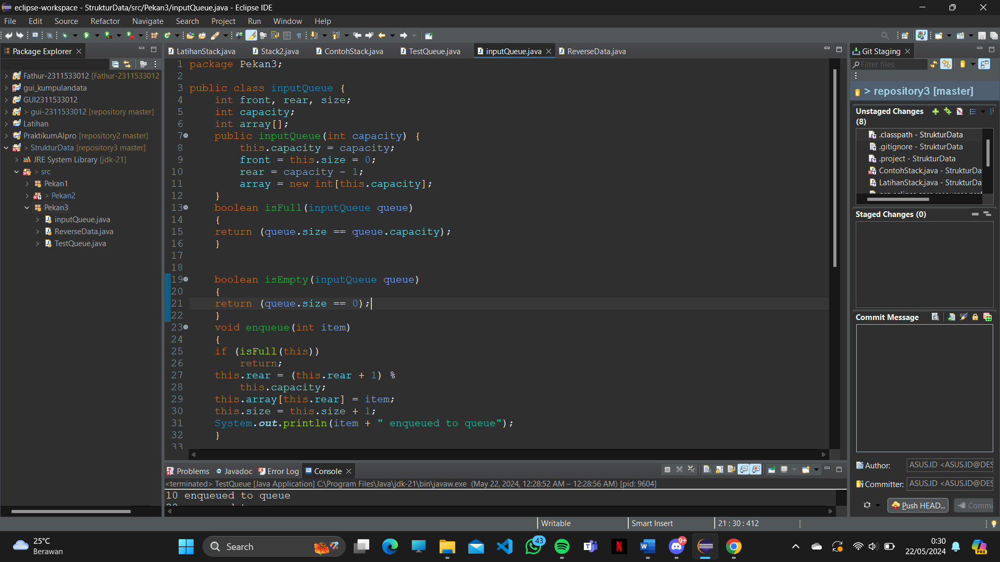 eclipse-workspace - StrukturData/src/Pekan3/inputQueue.java - Eclipse IDE
File Edit Source Refactor Navigate Search Project Run Window Help
Package Explorer
Fathur-2311533012 [Fathur-2311533012
gui_kumpulandata
GUI2311533012
> gui-2311533012 [repository master]
Latihan
PraktikumAlpro [repository2 master]
> StrukturData [repository3 master]
JRE System Library [jdk-21]
> src
Pekan1
> Pekan2
Pekan3
inputQueue.java
ReverseData.java
TestQueue.java
LatihanStack.java Stack2.java ContohStack.java TestQueue.java inputQueue.java ReverseData.java
1 package Pekan3;
2
3 public class inputQueue {
4 int front, rear, size;
5 int capacity;
6 int array[];
7 public inputQueue(int capacity) {
8 this.capacity = capacity;
9 front = this.size = 0;
10 rear = capacity - 1;
11 array = new int[this.capacity];
12 }
13 boolean isFull(inputQueue queue)
14 {
15 return (queue.size == queue.capacity);
16 }
17
18
19 boolean isEmpty(inputQueue queue)
20 {
21 return (queue.size == 0);
22 }
23 void enqueue(int item)
24 {
25 if (isFull(this))
26 return;
27 this.rear = (this.rear + 1) %
28 this.capacity;
29 this.array[this.rear] = item;
30 this.size = this.size + 1;
31 System.out.println(item + " enqueued to queue");
32 }
33
Problems Javadoc Error Log Console
<terminated> TestQueue [Java Application] C:\Program Files\Java\jdk-21\bin\javaw.exe (May 22, 2024, 12:28:52 AM – 12:28:56 AM) [pid: 9604]
10 enqueued to queue
Git Staging
Filter files
> repository3 [master]
Unstaged Changes
(8)
.classpath - StrukturData
.gitignore - StrukturData
.project - StrukturData
ContohStack.java - StrukturDa
LatihanStack.java - StrukturDa
Staged Changes (0)
Commit Message
Author: ASUS.ID <ASUS.ID@DES
Committer: ASUS.ID <ASUS.ID@DES
Push HEAD... Commi
Writable Smart Insert 21 : 30 : 412
25°C
Berawan
Search
43
9+
PRE
0:30
22/05/2024